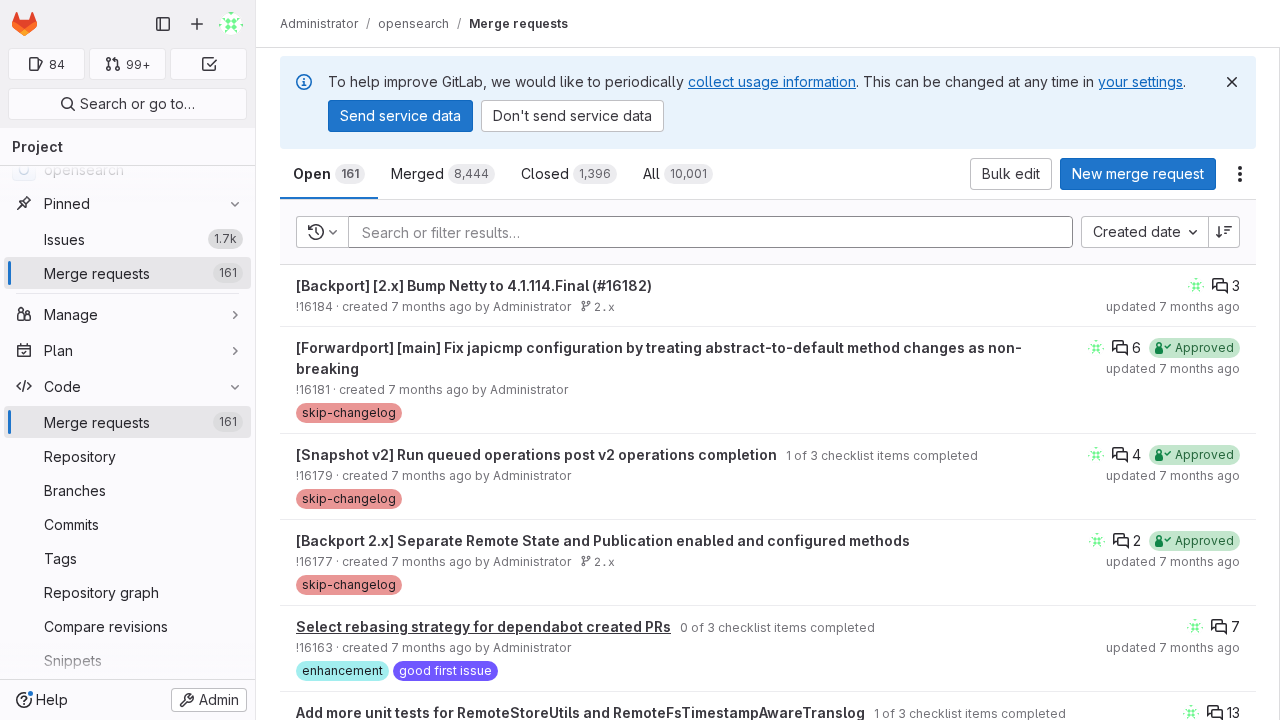 Administrator / opensearch / Merge requests
84
99+
Search or go to…
Project
opensearch
Pinned
Issues 1.7k
Merge requests 161
Manage
Plan
Code
Merge requests 161
Repository
Branches
Commits
Tags
Repository graph
Compare revisions
Snippets
Help
Admin
To help improve GitLab, we would like to periodically collect usage information. This can be changed at any time in your settings.
Send service data
Don't send service data
Open 161
Merged 8,444
Closed 1,396
All 10,001
Bulk edit
New merge request
Search or filter results…
Created date
[Backport] [2.x] Bump Netty to 4.1.114.Final (#16182)
3
!16184 · created 7 months ago by Administrator 2.x
updated 7 months ago
[Forwardport] [main] Fix japicmp configuration by treating abstract-to-default method changes as non-
breaking
6 Approved
!16181 · created 7 months ago by Administrator
updated 7 months ago
skip-changelog
[Snapshot v2] Run queued operations post v2 operations completion 1 of 3 checklist items completed
4 Approved
!16179 · created 7 months ago by Administrator
updated 7 months ago
skip-changelog
[Backport 2.x] Separate Remote State and Publication enabled and configured methods
2 Approved
!16177 · created 7 months ago by Administrator 2.x
updated 7 months ago
skip-changelog
Select rebasing strategy for dependabot created PRs 0 of 3 checklist items completed
7
!16163 · created 7 months ago by Administrator
updated 7 months ago
enhancement good first issue
Add more unit tests for RemoteStoreUtils and RemoteFsTimestampAwareTranslog 1 of 3 checklist items completed
13